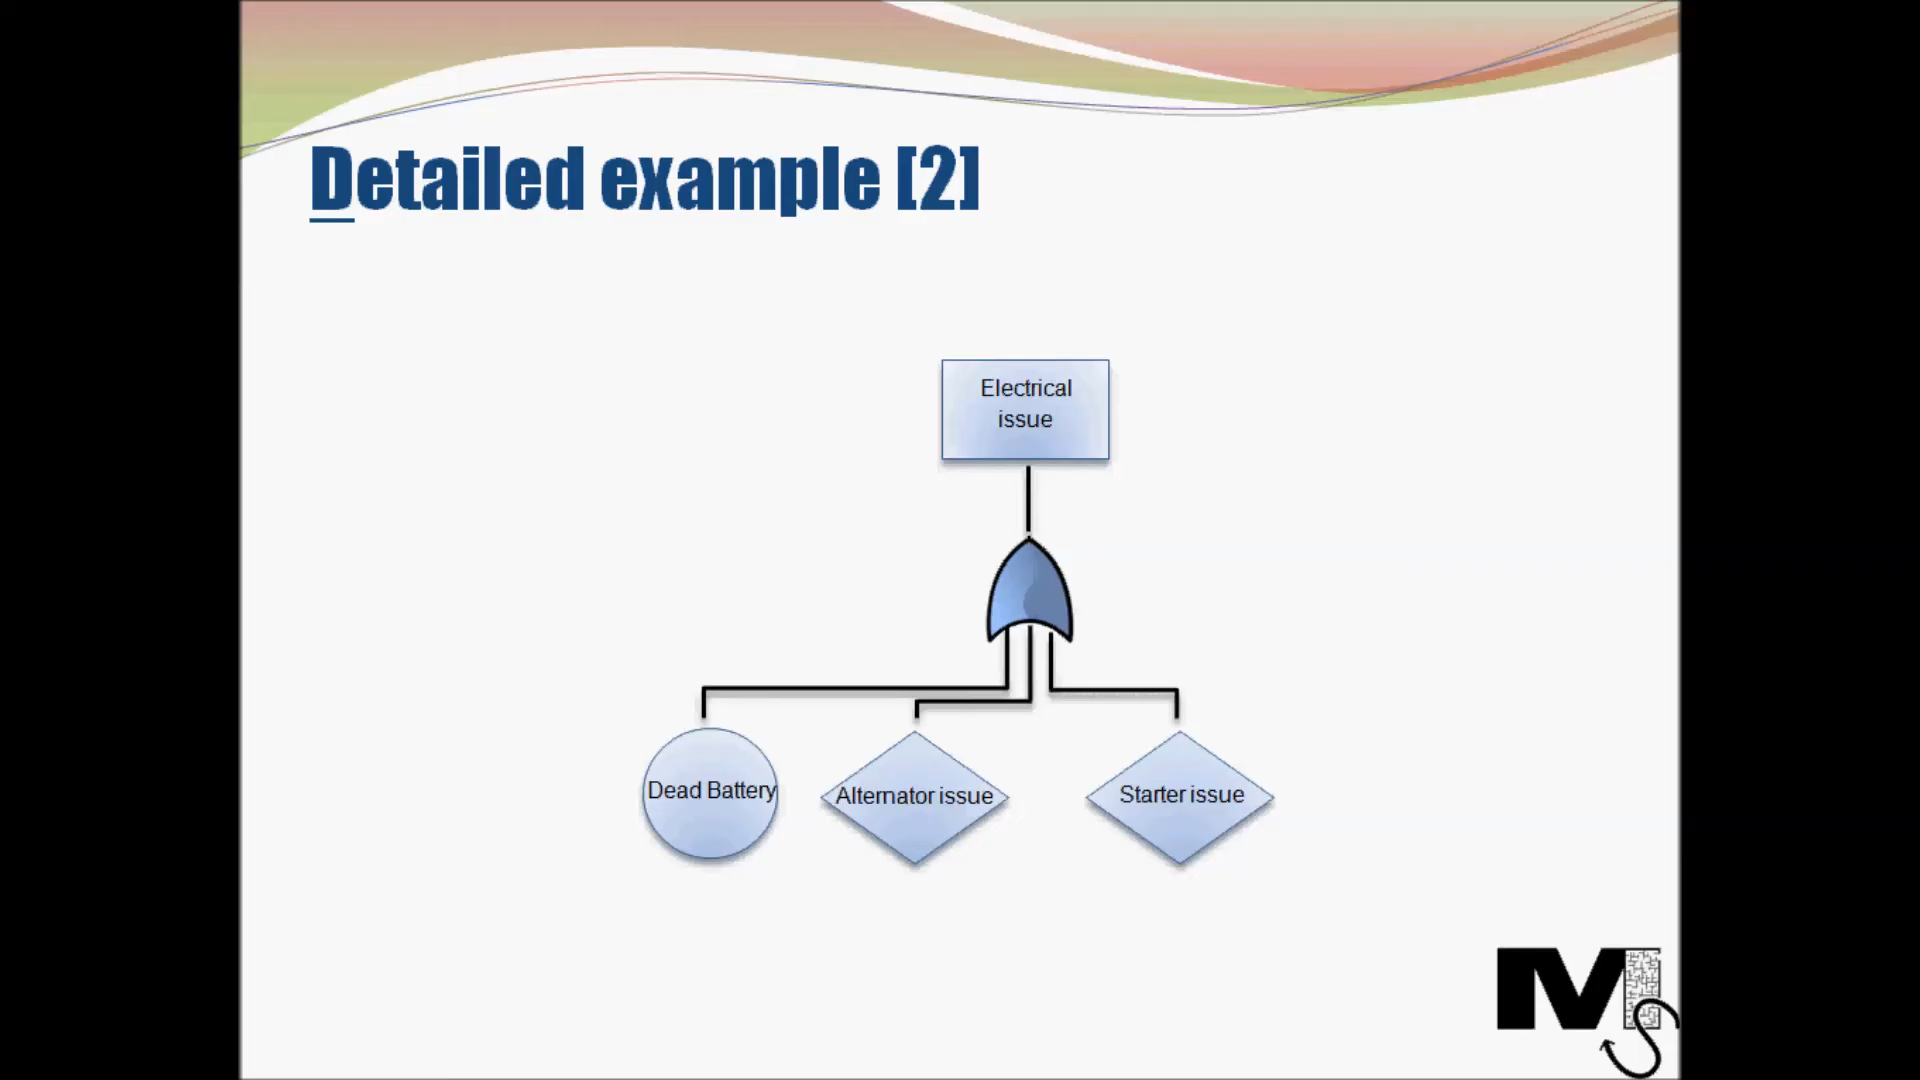 Detailed example [2]
Electrical
issue
Dead Battery
Alternator issue
Starter issue
M